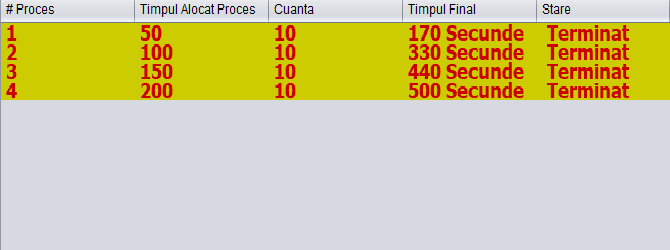 # Proces Timpul Alocat Proces Cuanta Timpul Final Stare
1 50 10 170 Secunde Terminat
2 100 10 330 Secunde Terminat
3 150 10 440 Secunde Terminat
4 200 10 500 Secunde Terminat